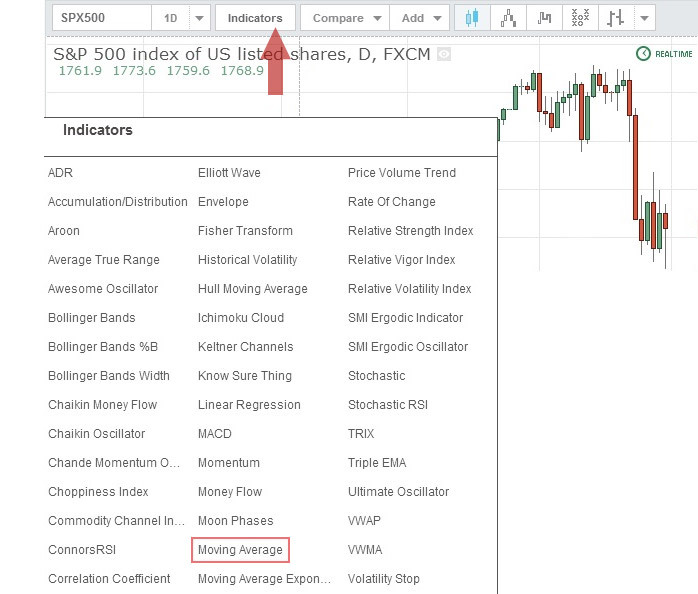 SPX500 1D Indicators Compare Add
S&P 500 index of US listed shares, D, FXCM
1761.9 1773.6 1759.6 1768.9
REALTIME
Indicators
ADR Elliott Wave Price Volume Trend
Accumulation/Distribution Envelope Rate Of Change
Aroon Fisher Transform Relative Strength Index
Average True Range Historical Volatility Relative Vigor Index
Awesome Oscillator Hull Moving Average Relative Volatility Index
Bollinger Bands Ichimoku Cloud SMI Ergodic Indicator
Bollinger Bands %B Keltner Channels SMI Ergodic Oscillator
Bollinger Bands Width Know Sure Thing Stochastic
Chaikin Money Flow Linear Regression Stochastic RSI
Chaikin Oscillator MACD TRIX
Chande Momentum O... Momentum Triple EMA
Choppiness Index Money Flow Ultimate Oscillator
Commodity Channel In... Moon Phases VWAP
ConnorsRSI Moving Average VWMA
Correlation Coefficient Moving Average Expon... Volatility Stop